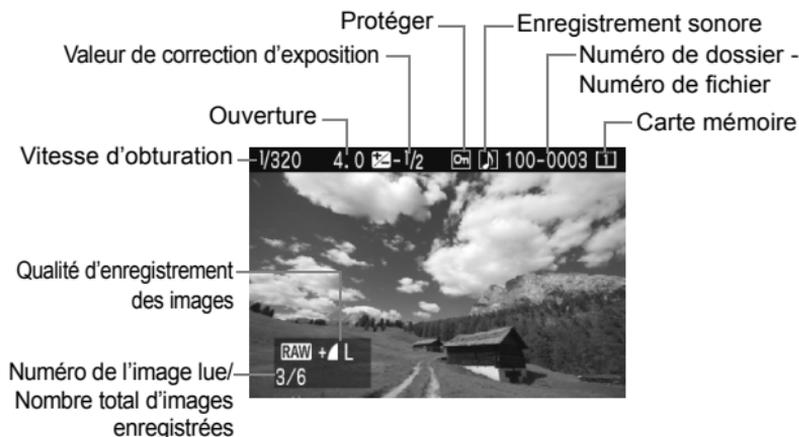 Protéger
Enregistrement sonore
Valeur de correction d'exposition
Numéro de dossier -
Numéro de fichier
Ouverture
Carte mémoire
Vitesse d'obturation
1/320 4.0 -1/2 100-0003 1
Qualité d'enregistrement
des images
RAW + L
3/6
Numéro de l'image lue/
Nombre total d'images
enregistrées